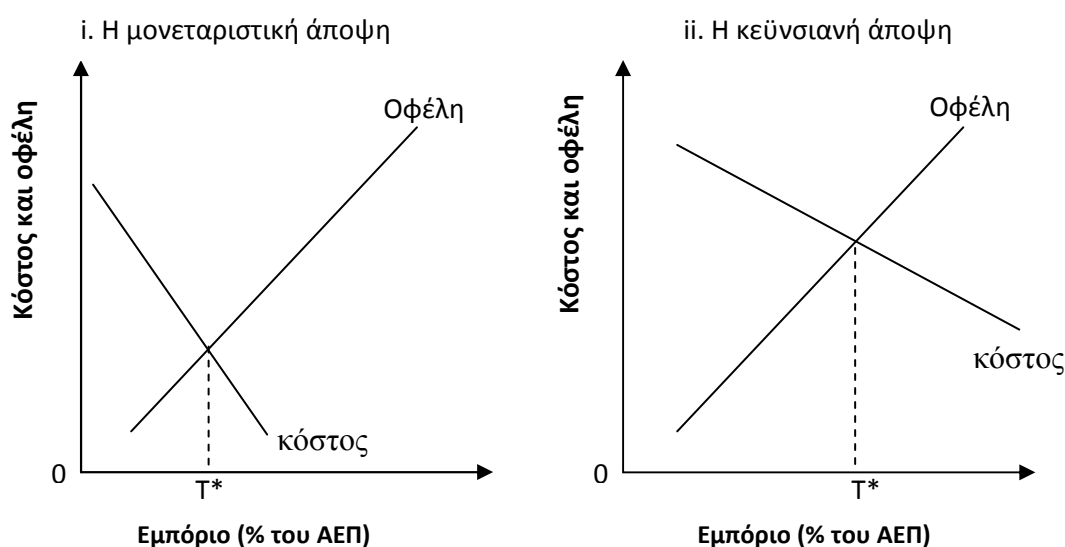 i. Η μονεταριστική άποψη
Κόστος και οφέλη
Οφέλη
κόστος
0
T*
Εμπόριο (% του ΑΕΠ)
ii. Η κεϋνσιανή άποψη
Κόστος και οφέλη
Οφέλη
κόστος
0
T*
Εμπόριο (% του ΑΕΠ)